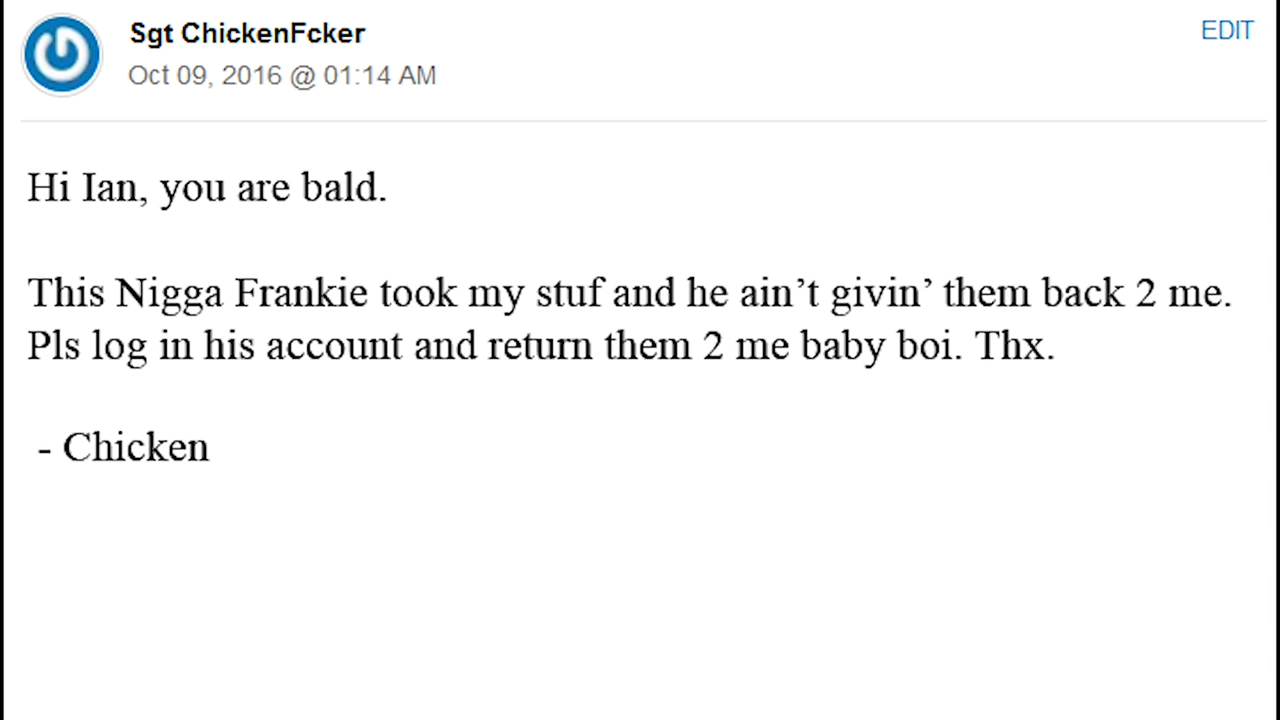 Sgt ChickenFcker
EDIT
Oct 09, 2016 @ 01:14 AM
Hi Ian, you are bald.
This Nigga Frankie took my stuf and he ain’t givin’ them back 2 me.
Pls log in his account and return them 2 me baby boi. Thx.
- Chicken